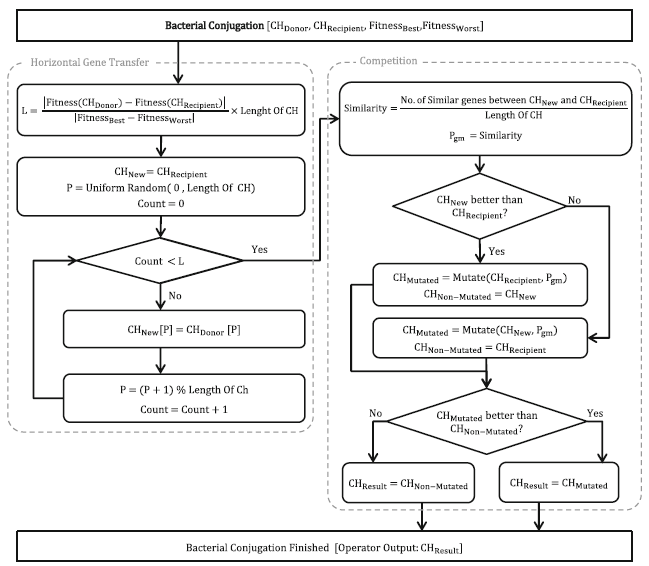 Bacterial Conjugation [CH_Donor, CH_Recipient, Fitness_Best,Fitness_Worst]
Horizontal Gene Transfer
L = |Fitness(CH_Donor) − Fitness(CH_Recipient)| / |Fitness_Best − Fitness_Worst| × Lenght Of CH
CH_New = CH_Recipient
P = Uniform Random( 0 , Length Of CH)
Count = 0
Count < L
Yes
No
CH_New[P] = CH_Donor [P]
P = (P + 1) % Length Of Ch
Count = Count + 1
Competition
Similarity = No. of Similar genes between CH_New and CH_Recipient / Length Of CH
P_gm = Similarity
CH_New better than
CH_Recipient?
No
Yes
CH_Mutated = Mutate(CH_Recipient, P_gm)
CH_Non−Mutated = CH_New
CH_Mutated = Mutate(CH_New, P_gm)
CH_Non−Mutated = CH_Recipient
CH_Mutated better than
CH_Non−Mutated?
No
Yes
CH_Result = CH_Non−Mutated
CH_Result = CH_Mutated
Bacterial Conjugation Finished [Operator Output: CH_Result]